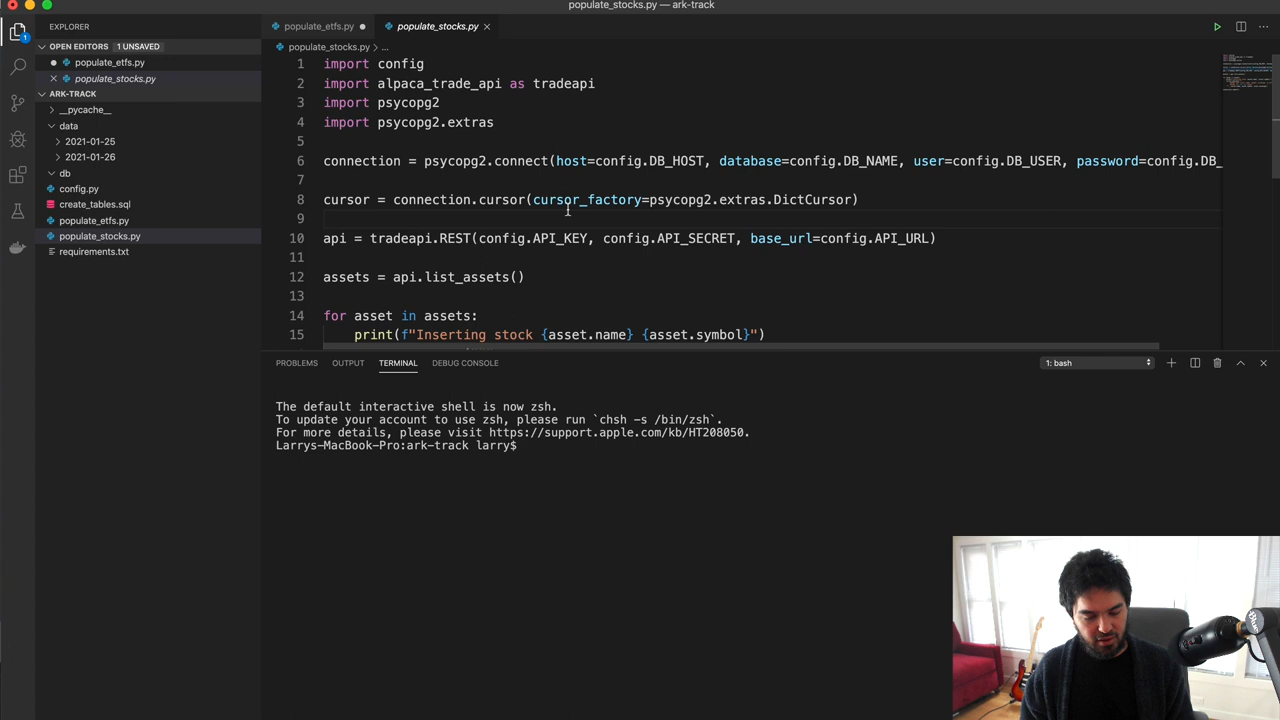 populate_stocks.py — ark-track
EXPLORER
populate_etfs.py
populate_stocks.py
OPEN EDITORS 1 UNSAVED
populate_stocks.py > ...
populate_etfs.py
populate_stocks.py
ARK-TRACK
__pycache__
data
2021-01-25
2021-01-26
db
config.py
create_tables.sql
populate_etfs.py
populate_stocks.py
requirements.txt
1 import config
2 import alpaca_trade_api as tradeapi
3 import psycopg2
4 import psycopg2.extras
5
6 connection = psycopg2.connect(host=config.DB_HOST, database=config.DB_NAME, user=config.DB_USER, password=config.DB_
7
8 cursor = connection.cursor(cursor_factory=psycopg2.extras.DictCursor)
9
10 api = tradeapi.REST(config.API_KEY, config.API_SECRET, base_url=config.API_URL)
11
12 assets = api.list_assets()
13
14 for asset in assets:
15 print(f"Inserting stock {asset.name} {asset.symbol}")
PROBLEMS OUTPUT TERMINAL DEBUG CONSOLE 1: bash
The default interactive shell is now zsh.
To update your account to use zsh, please run `chsh -s /bin/zsh`.
For more details, please visit https://support.apple.com/kb/HT208050.
Larrys-MacBook-Pro:ark-track larry$